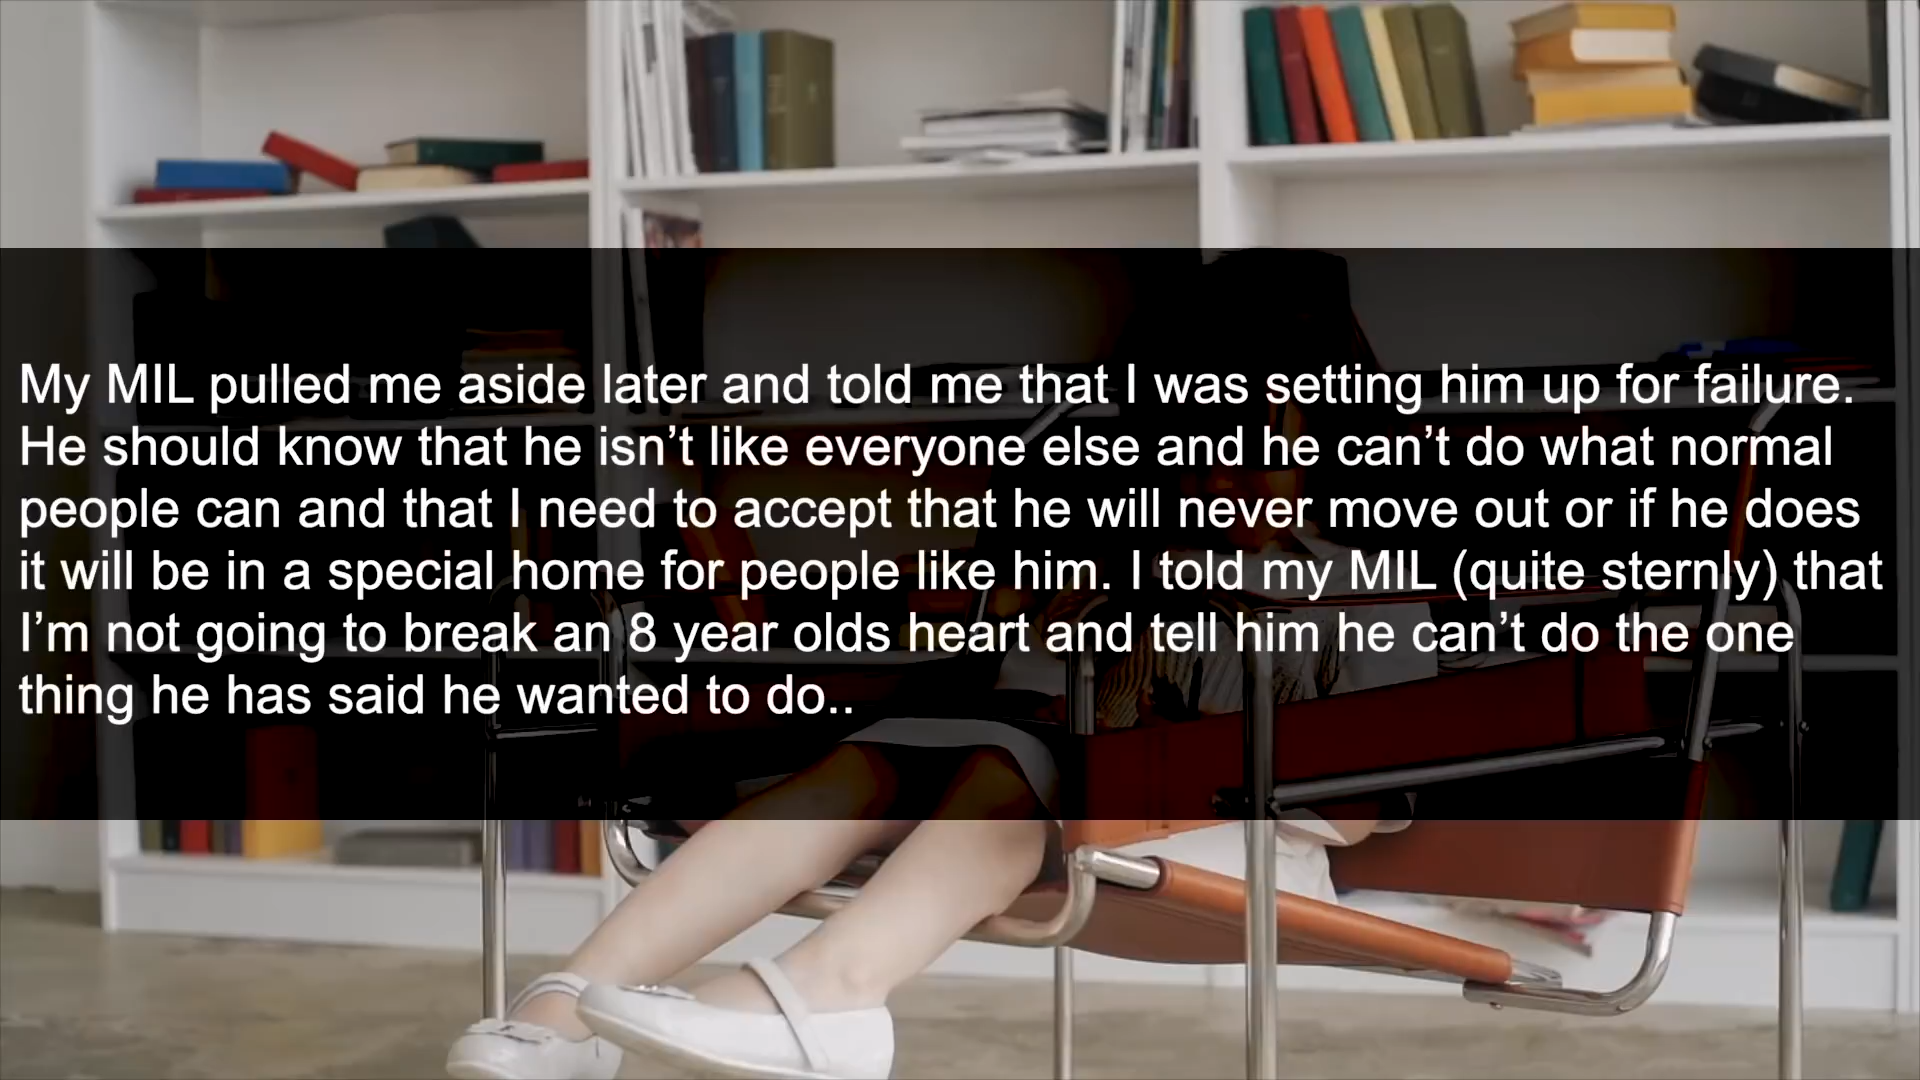 My MIL pulled me aside later and told me that I was setting him up for failure.
He should know that he isn’t like everyone else and he can’t do what normal
people can and that I need to accept that he will never move out or if he does
it will be in a special home for people like him. I told my MIL (quite sternly) that
I’m not going to break an 8 year olds heart and tell him he can’t do the one
thing he has said he wanted to do..